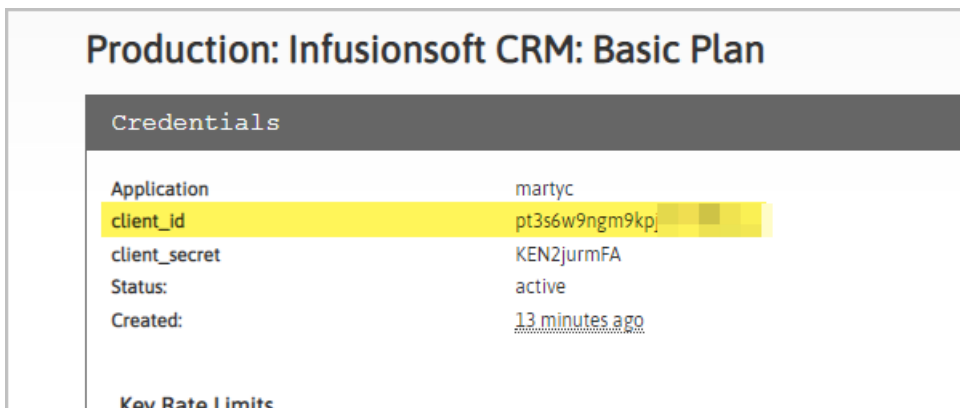 Production: Infusionsoft CRM: Basic Plan
Credentials
Application martyc
client_id pt3s6w9ngm9kpj
client_secret KEN2jurmFA
Status: active
Created: 13 minutes ago
Key Rate Limits